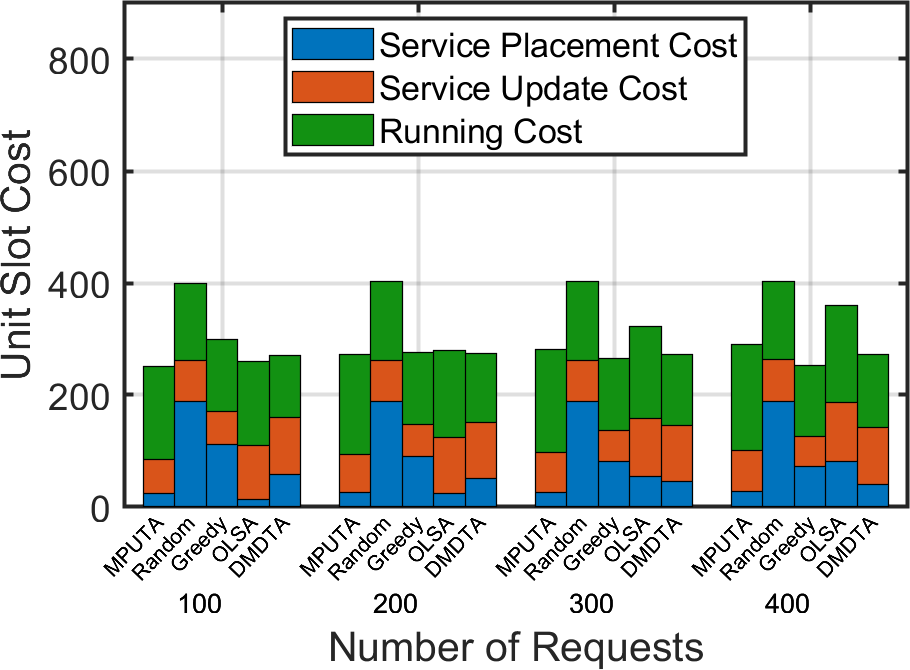 Service Placement Cost
Service Update Cost
Running Cost
Unit Slot Cost
800
600
400
200
0
MPUTA Random Greedy OLSA DMDTA MPUTA Random Greedy OLSA DMDTA MPUTA Random Greedy OLSA DMDTA MPUTA Random Greedy OLSA DMDTA
100 200 300 400
Number of Requests